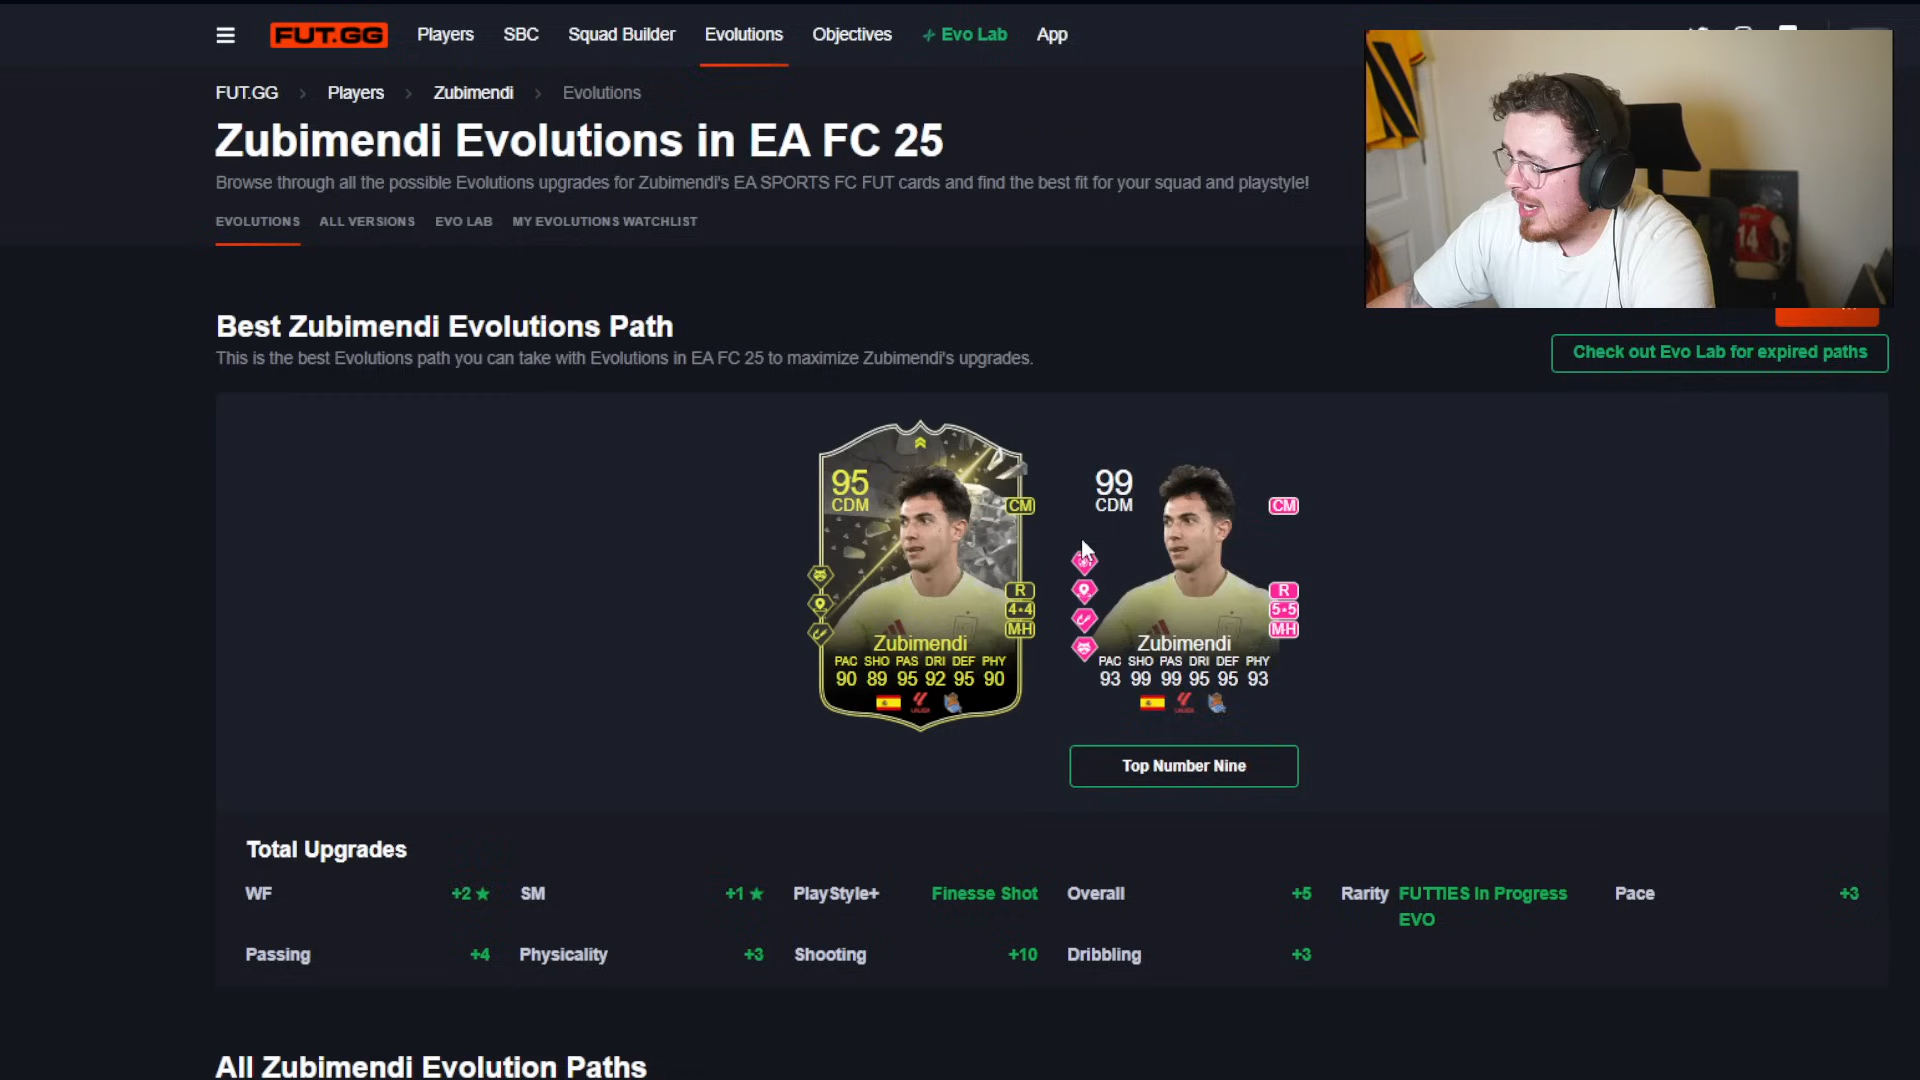 FUT.GG Players SBC Squad Builder Evolutions Objectives Evo Lab App
FUT.GG > Players > Zubimendi > Evolutions
Zubimendi Evolutions in EA FC 25
Browse through all the possible Evolutions upgrades for Zubimendi's EA SPORTS FC FUT cards and find the best fit for your squad and playstyle!
EVOLUTIONS ALL VERSIONS EVO LAB MY EVOLUTIONS WATCHLIST
14
Best Zubimendi Evolutions Path
This is the best Evolutions path you can take with Evolutions in EA FC 25 to maximize Zubimendi's upgrades.
Check out Evo Lab for expired paths
95
CDM
CM
R
4 4
M-H
Zubimendi
PAC SHO PAS DRI DEF PHY
90 89 95 92 95 90
99
CDM
CM
R
5 5
M-H
Zubimendi
PAC SHO PAS DRI DEF PHY
93 99 99 95 95 93
Top Number Nine
Total Upgrades
WF +2 ★ SM +1 ★ PlayStyle+ Finesse Shot Overall +5 Rarity FUTTIES In Progress EVO Pace +3
Passing +4 Physicality +3 Shooting +10 Dribbling +3
All Zubimendi Evolution Paths